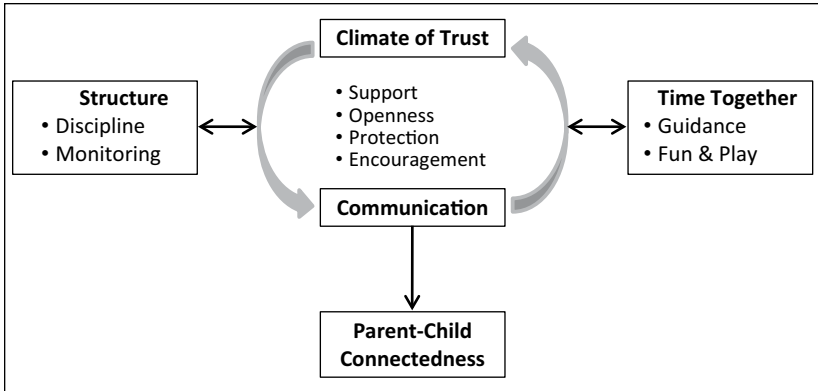 Climate of Trust
Structure
• Discipline
• Monitoring
• Support
• Openness
• Protection
• Encouragement
Time Together
• Guidance
• Fun & Play
Communication
Parent-Child
Connectedness